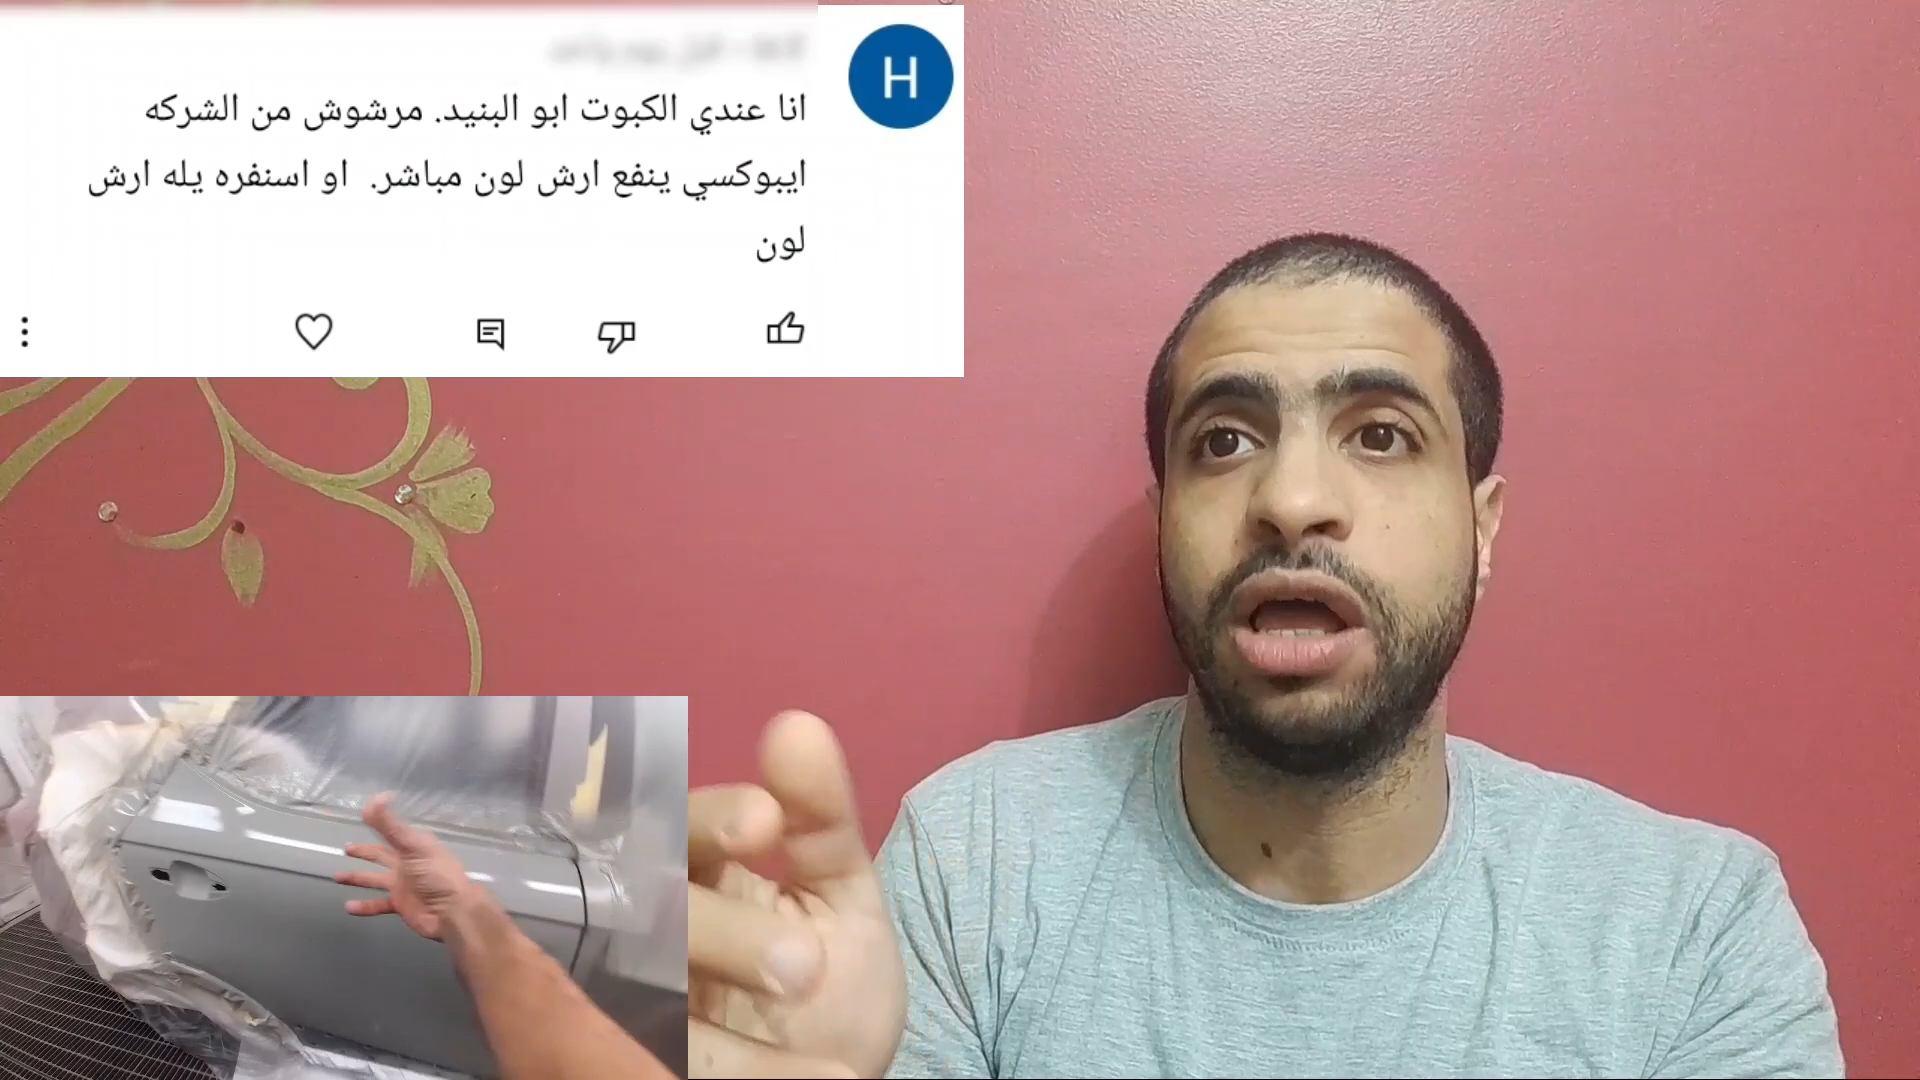 H
انا عندي الكبوت ابو البنيد. مرشوش من الشركه
ايبوكسي ينفع ارش لون مباشر. او اسنفره يله ارش
لون